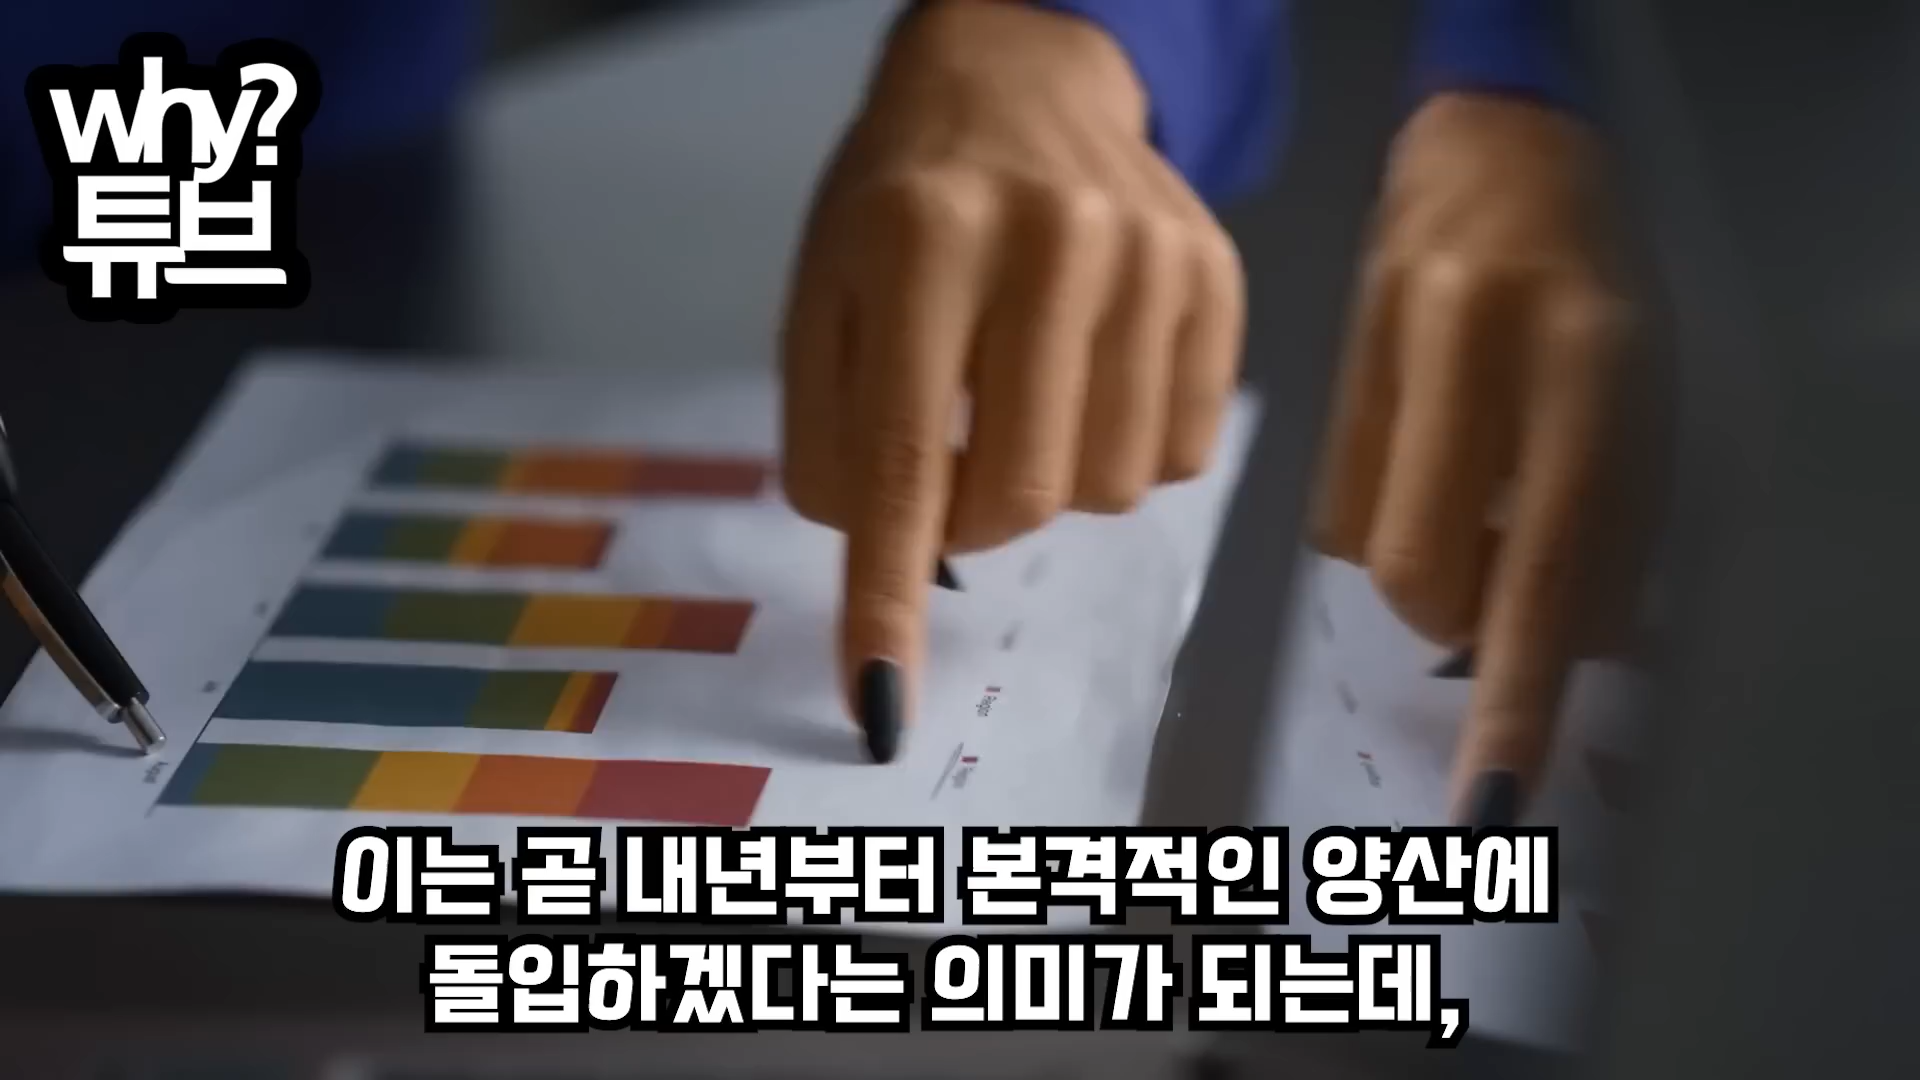 why?
튜브
이는 곧 내년부터 본격적인 양산에
돌입하겠다는 의미가 되는데,